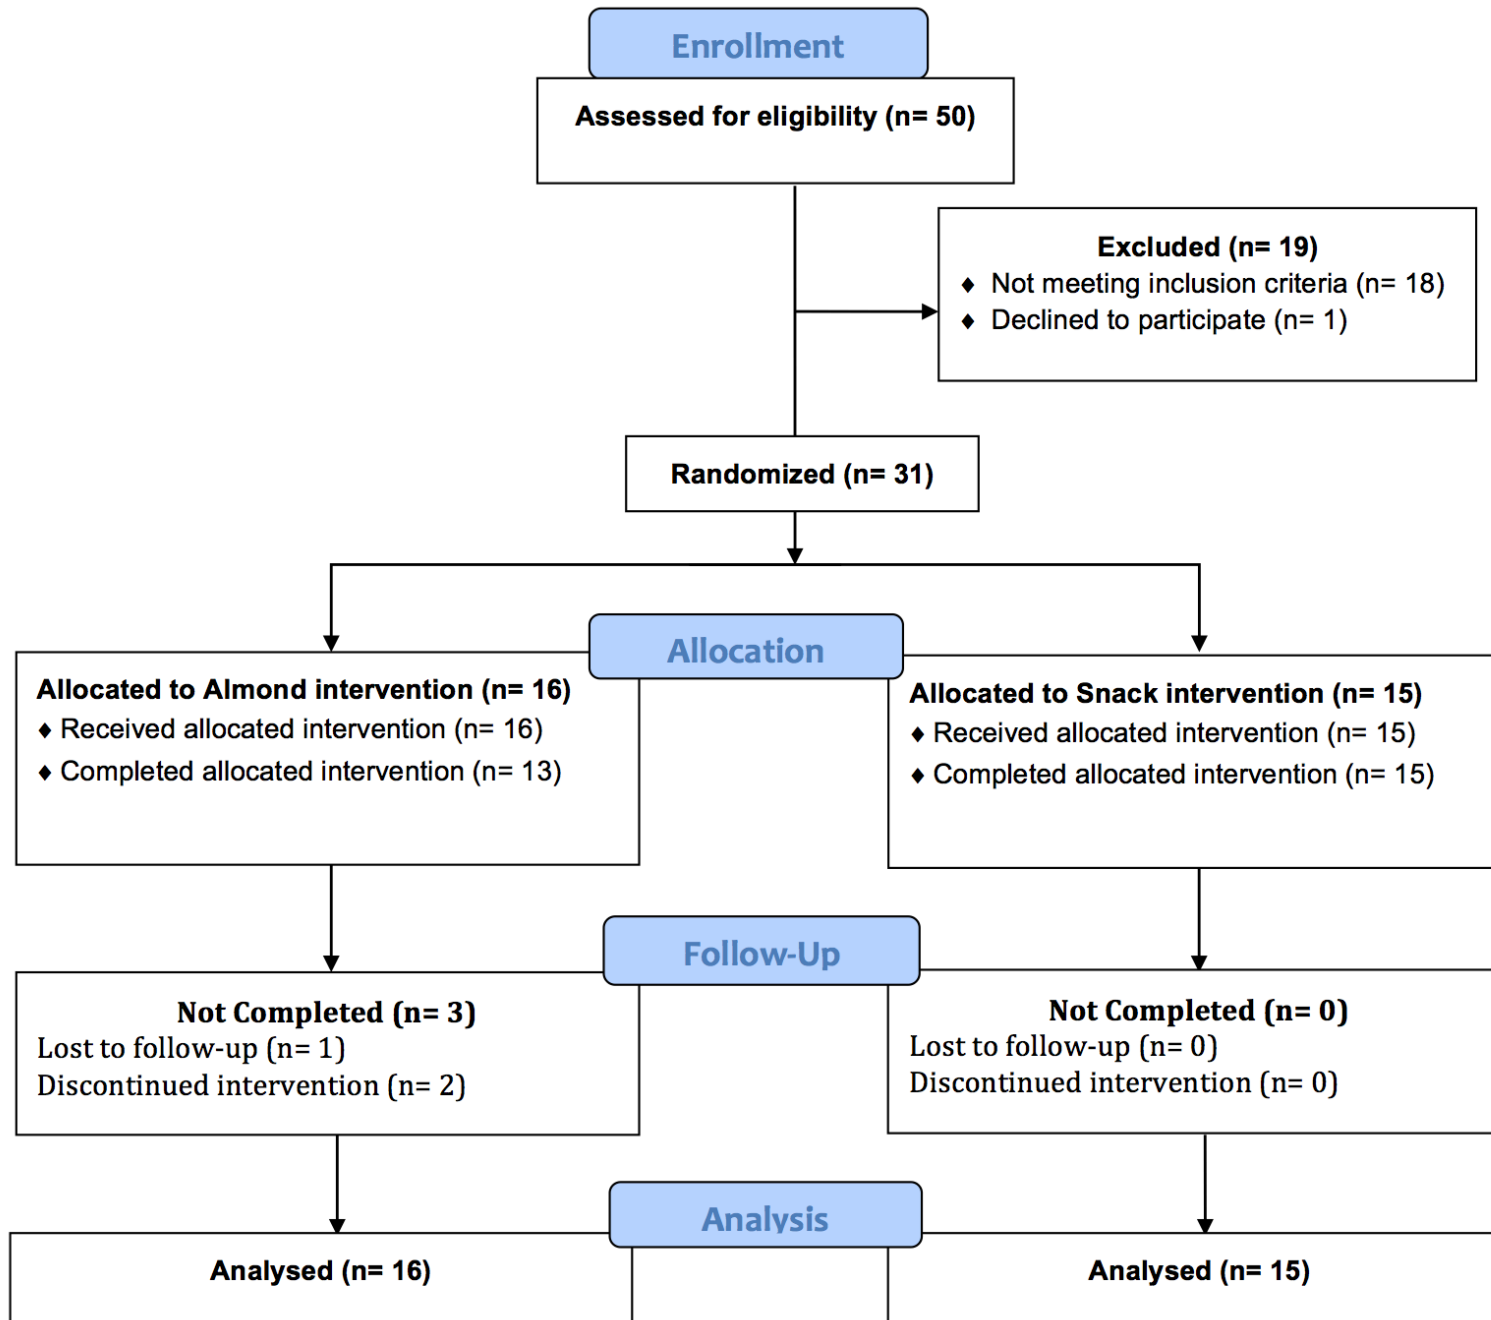 Enrollment
Assessed for eligibility (n= 50)
Excluded (n= 19)
♦ Not meeting inclusion criteria (n= 18)
♦ Declined to participate (n= 1)
Randomized (n= 31)
Allocation
Allocated to Almond intervention (n= 16)
♦ Received allocated intervention (n= 16)
♦ Completed allocated intervention (n= 13)
Allocated to Snack intervention (n= 15)
♦ Received allocated intervention (n= 15)
♦ Completed allocated intervention (n= 15)
Follow-Up
Not Completed (n= 3)
Lost to follow-up (n= 1)
Discontinued intervention (n= 2)
Not Completed (n= 0)
Lost to follow-up (n= 0)
Discontinued intervention (n= 0)
Analysis
Analysed (n= 16)
Analysed (n= 15)